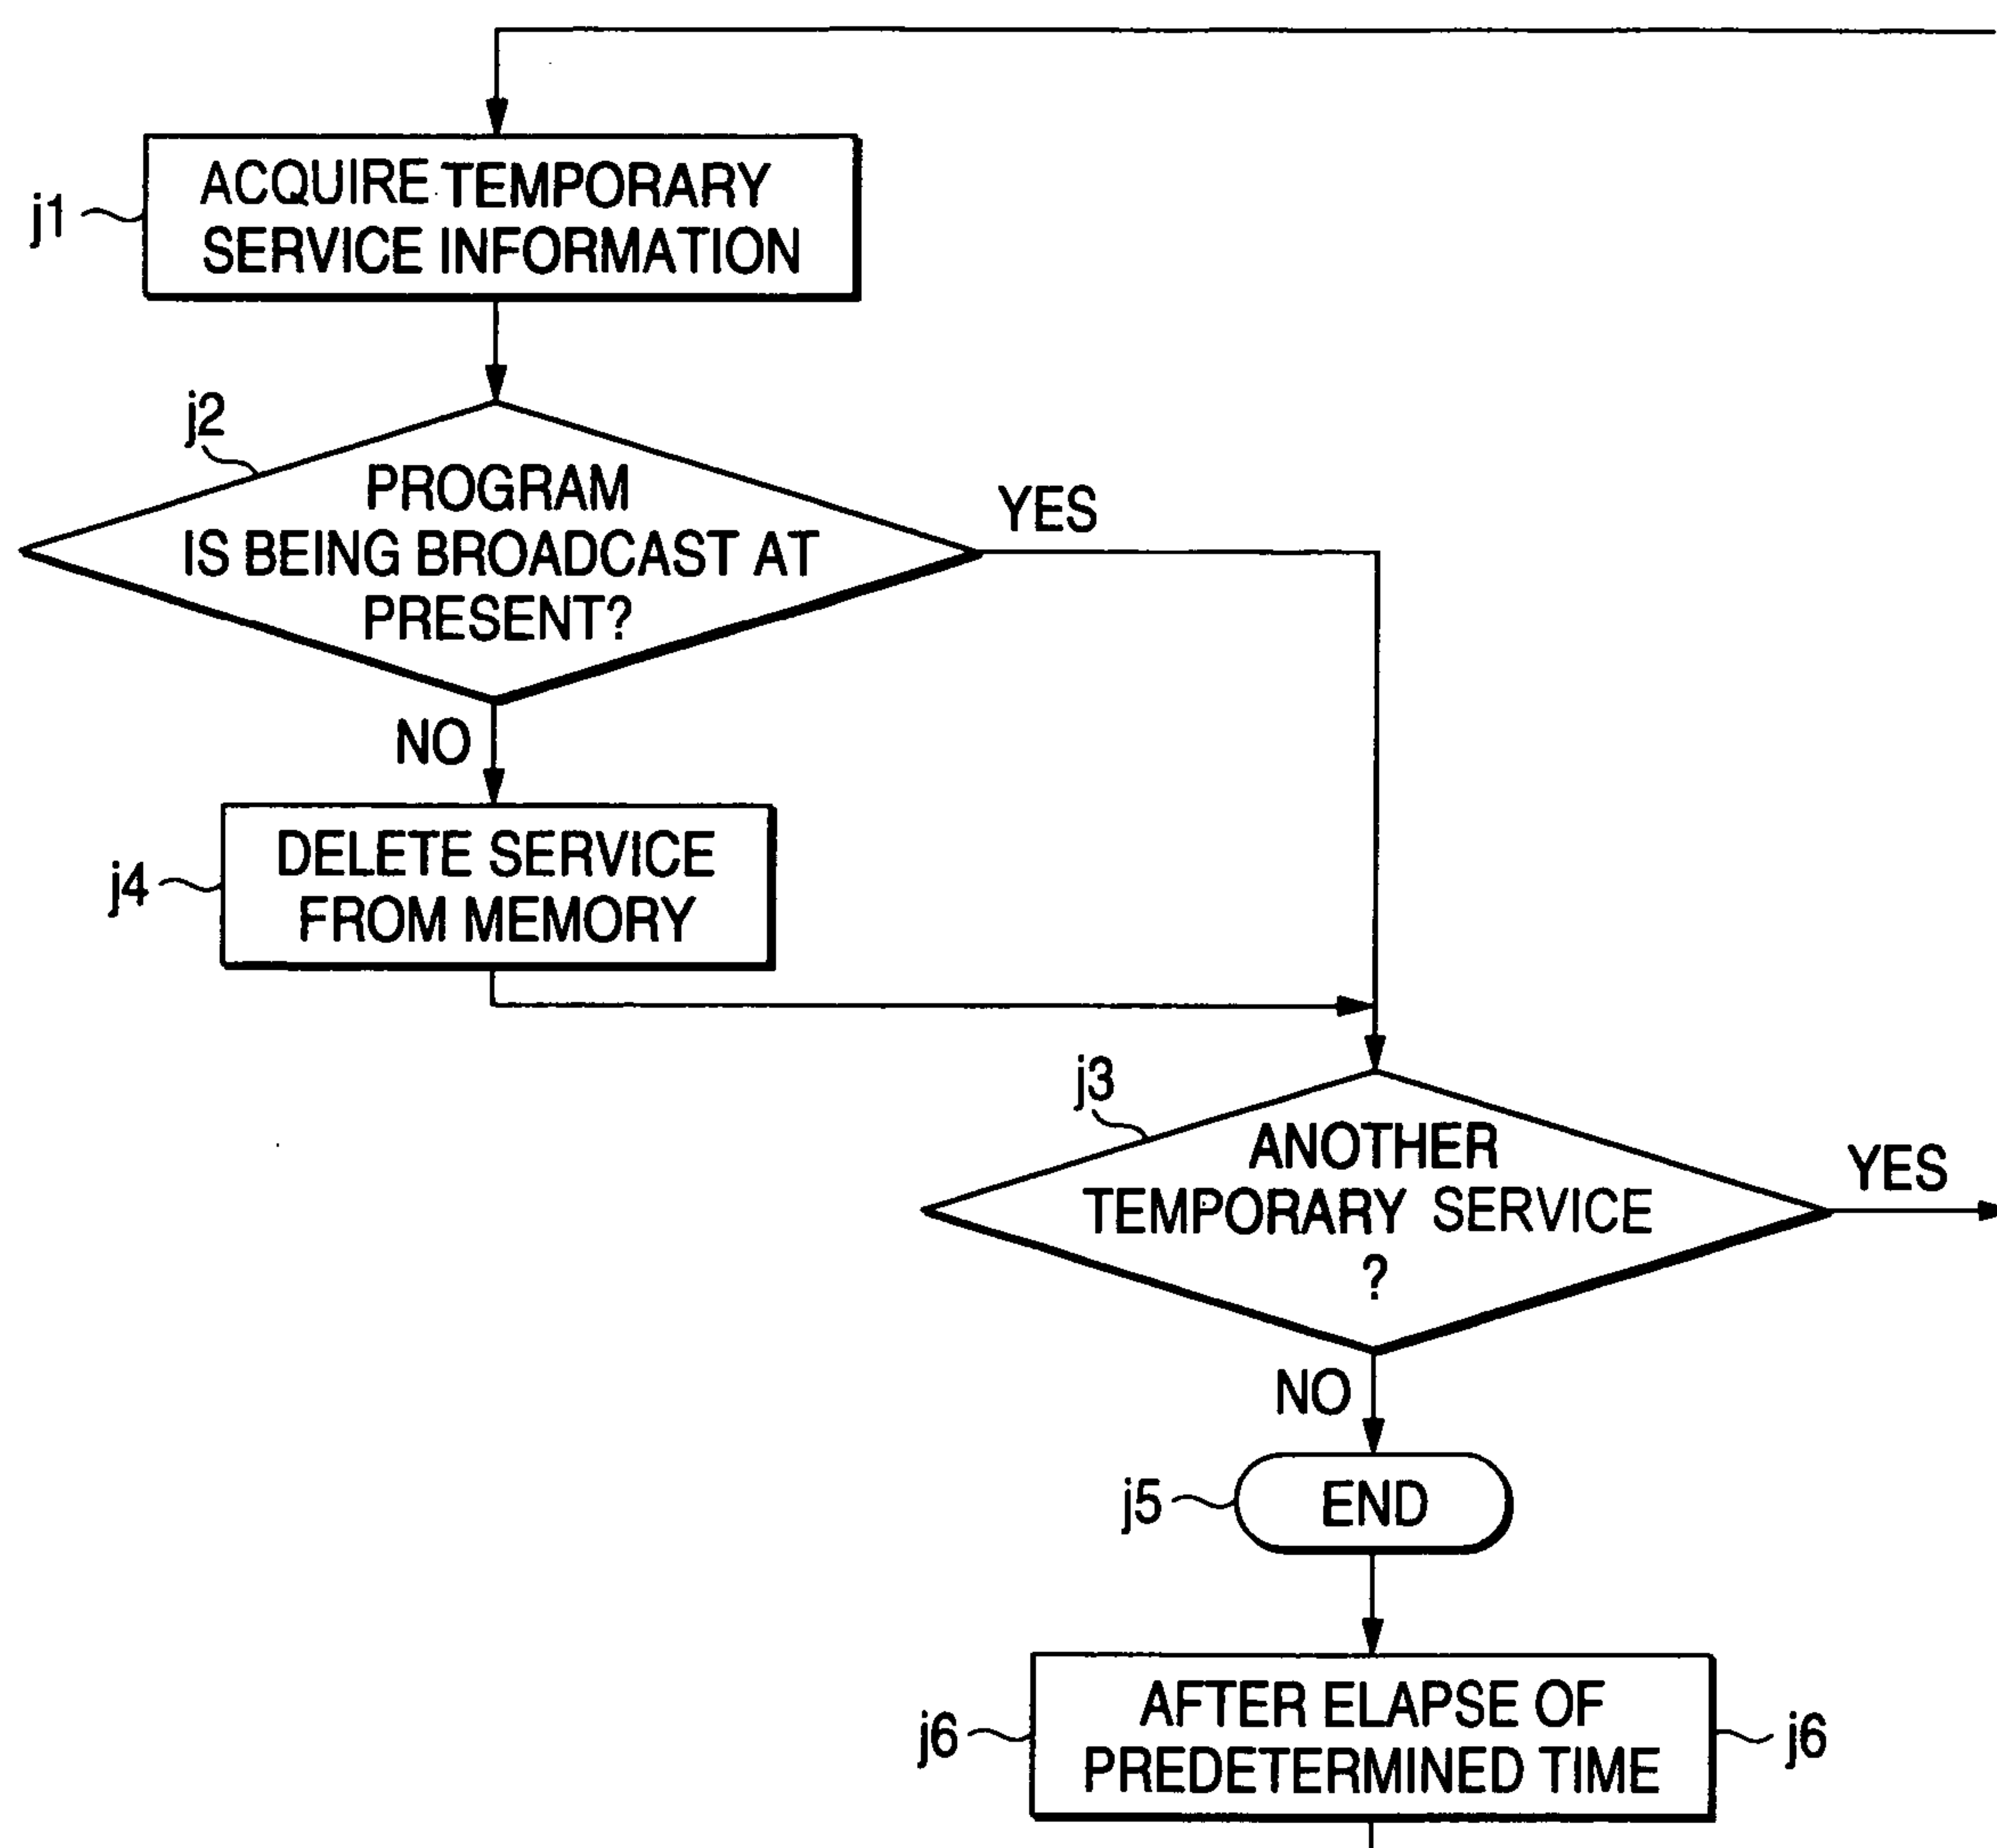 j1
ACQUIRE TEMPORARY
SERVICE INFORMATION
j2
PROGRAM
IS BEING BROADCAST AT
PRESENT?
YES
NO
j4
DELETE SERVICE
FROM MEMORY
j3
ANOTHER
TEMPORARY SERVICE
?
YES
NO
j5
END
j6
AFTER ELAPSE OF
PREDETERMINED TIME
j6